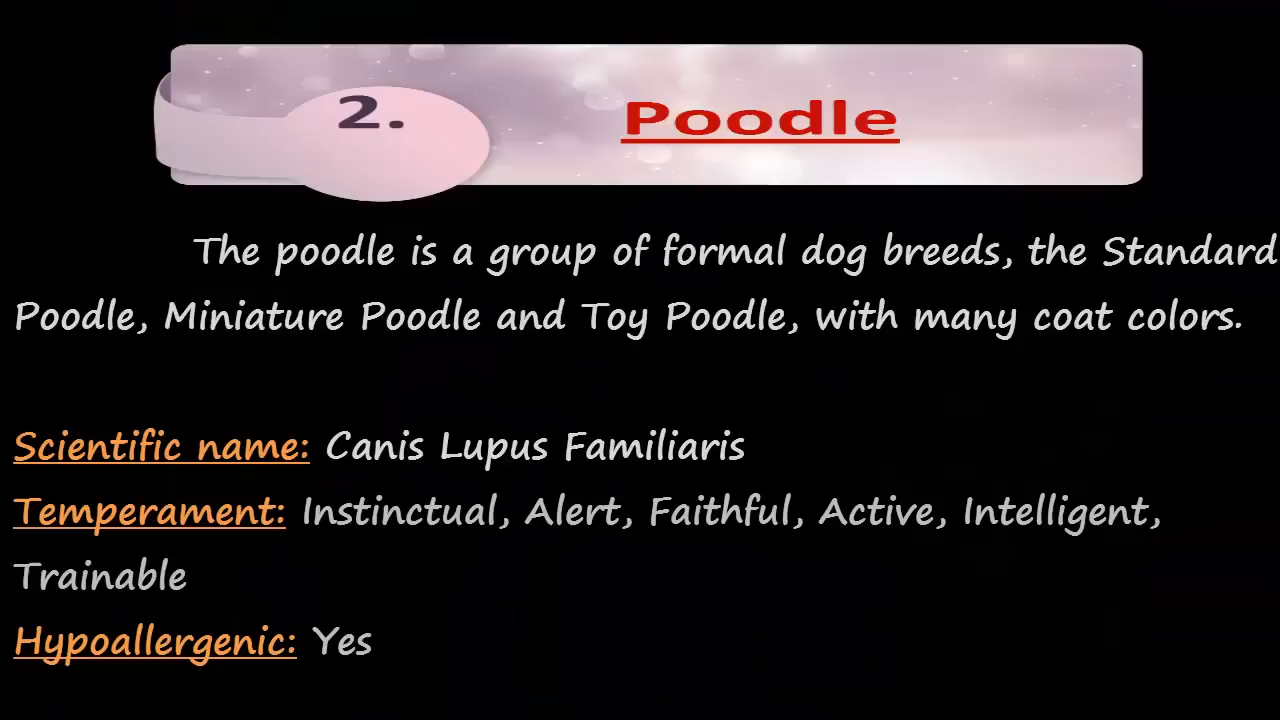 2. Poodle
The poodle is a group of formal dog breeds, the Standard
Poodle, Miniature Poodle and Toy Poodle, with many coat colors.
Scientific name: Canis Lupus Familiaris
Temperament: Instinctual, Alert, Faithful, Active, Intelligent,
Trainable
Hypoallergenic: Yes